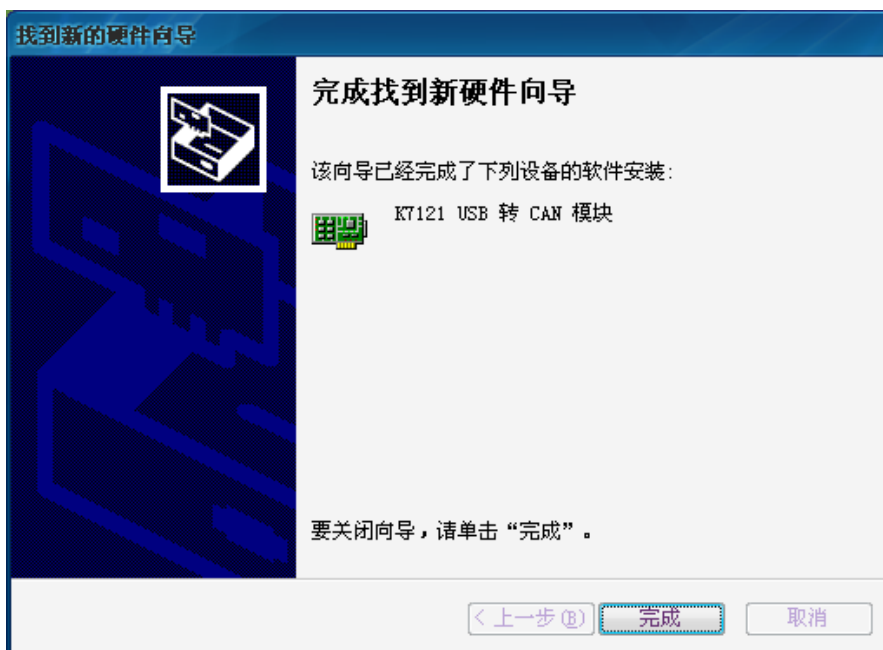 找到新的硬件向导
完成找到新硬件向导
该向导已经完成了下列设备的软件安装:
K7121 USB 转 CAN 模块
要关闭向导，请单击“完成”。
< 上一步(B)
完成
取消